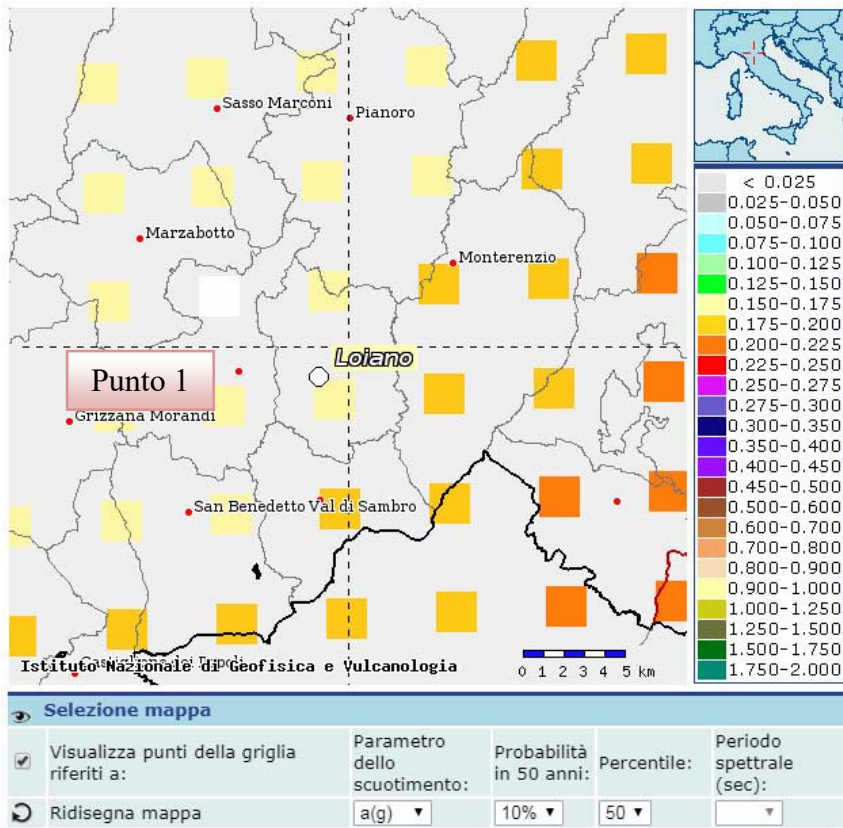 Sasso Marconi
Pianoro
Marzabotto
Monterenzio
Loiano
Punto 1
Grizzana Morandi
San Benedetto Val di Sambro
Istituto Nazionale di Geofisica e Vulcanologia
0 1 2 3 4 5 km
< 0.025
0.025-0.050
0.050-0.075
0.075-0.100
0.100-0.125
0.125-0.150
0.150-0.175
0.175-0.200
0.200-0.225
0.225-0.250
0.250-0.275
0.275-0.300
0.300-0.350
0.350-0.400
0.400-0.450
0.450-0.500
0.500-0.600
0.600-0.700
0.700-0.800
0.800-0.900
0.900-1.000
1.000-1.250
1.250-1.500
1.500-1.750
1.750-2.000
Selezione mappa
Visualizza punti della griglia riferiti a:
Parametro dello scuotimento:
Probabilità in 50 anni:
Percentile:
Periodo spettrale (sec):
Ridisegna mappa
a(g)
10%
50